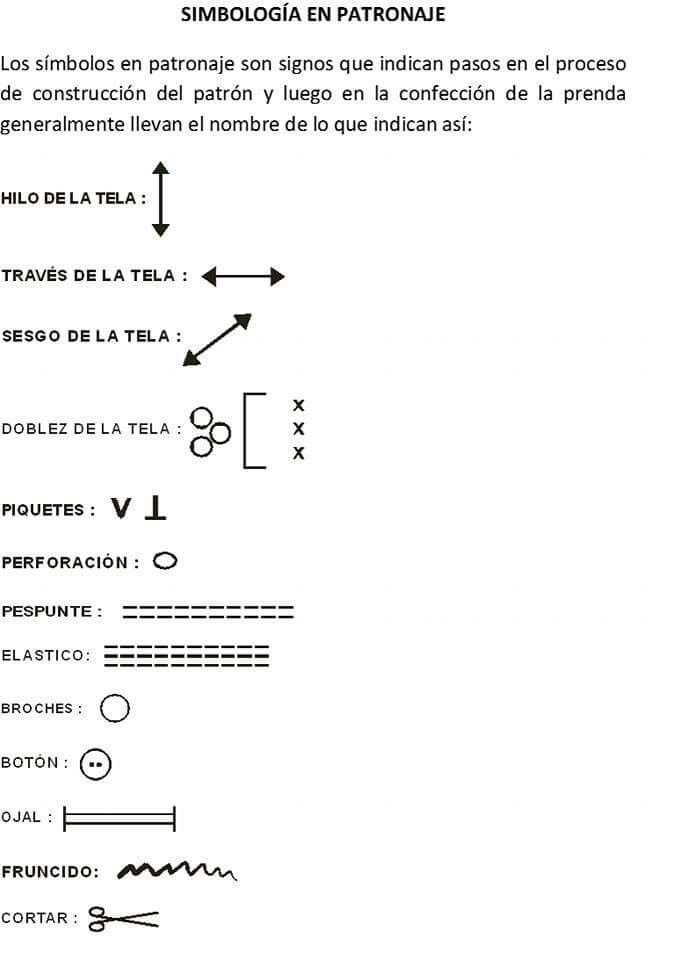 SIMBOLOGÍA EN PATRONAJE
Los símbolos en patronaje son signos que indican pasos en el proceso
de construcción del patrón y luego en la confección de la prenda
generalmente llevan el nombre de lo que indican así:
HILO DE LA TELA :
TRAVÉS DE LA TELA :
SESGO DE LA TELA :
DOBLEZ DE LA TELA :
X
X
X
PIQUETES :
PERFORACIÓN :
PESPUNTE :
ELASTICO:
BROCHES :
BOTÓN :
OJAL :
FRUNCIDO:
CORTAR :